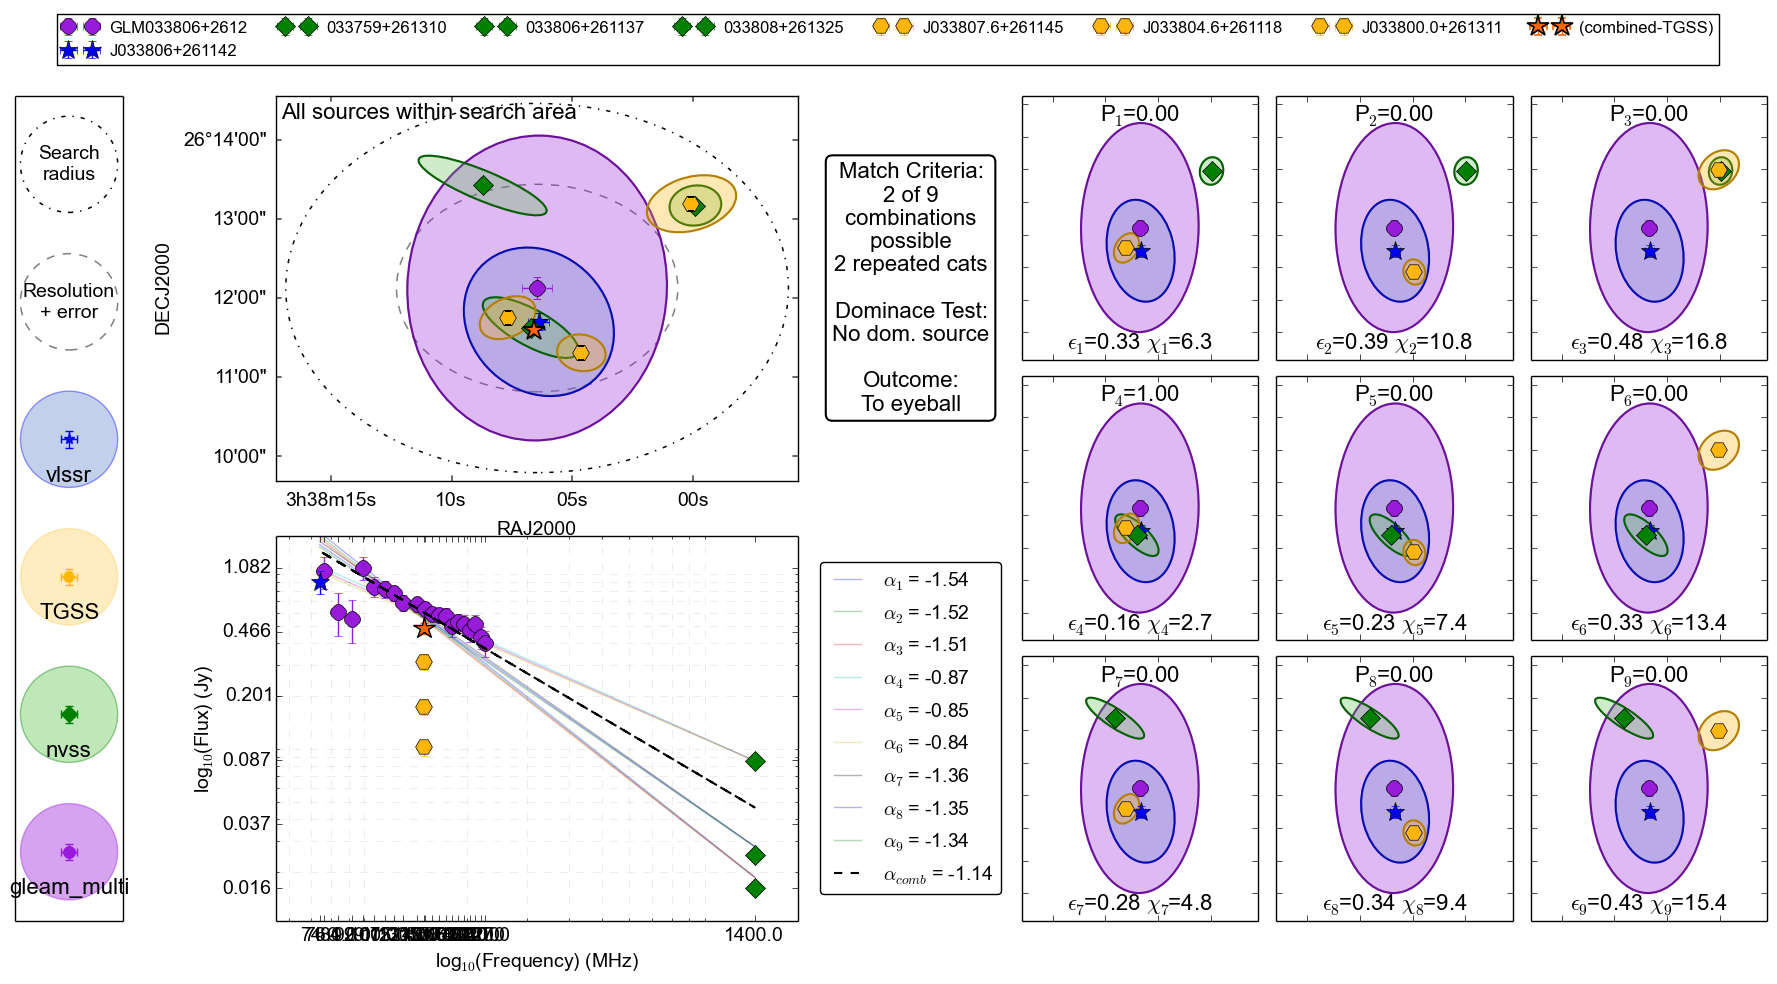 GLM033806+2612 033759+261310 033806+261137 033808+261325 J033807.6+261145 J033804.6+261118 J033800.0+261311 (combined-TGSS)
J033806+261142
Search
radius
Resolution
+ error
vlssr
TGSS
nvss
gleam_multi
All sources within search area
DECJ2000
26°14'00"
13'00"
12'00"
11'00"
10'00"
3h38m15s 10s 05s 00s
RAJ2000
Match Criteria:
2 of 9
combinations
possible
2 repeated cats
Dominace Test:
No dom. source
Outcome:
To eyeball
log10(Flux) (Jy)
1.082
0.466
0.201
0.087
0.037
0.016
1400.0
log10(Frequency) (MHz)
α1 = -1.54
α2 = -1.52
α3 = -1.51
α4 = -0.87
α5 = -0.85
α6 = -0.84
α7 = -1.36
α8 = -1.35
α9 = -1.34
αcomb = -1.14
P1=0.00
ϵ1=0.33 χ1=6.3
P2=0.00
ϵ2=0.39 χ2=10.8
P3=0.00
ϵ3=0.48 χ3=16.8
P4=1.00
ϵ4=0.16 χ4=2.7
P5=0.00
ϵ5=0.23 χ5=7.4
P6=0.00
ϵ6=0.33 χ6=13.4
P7=0.00
ϵ7=0.28 χ7=4.8
P8=0.00
ϵ8=0.34 χ8=9.4
P9=0.00
ϵ9=0.43 χ9=15.4